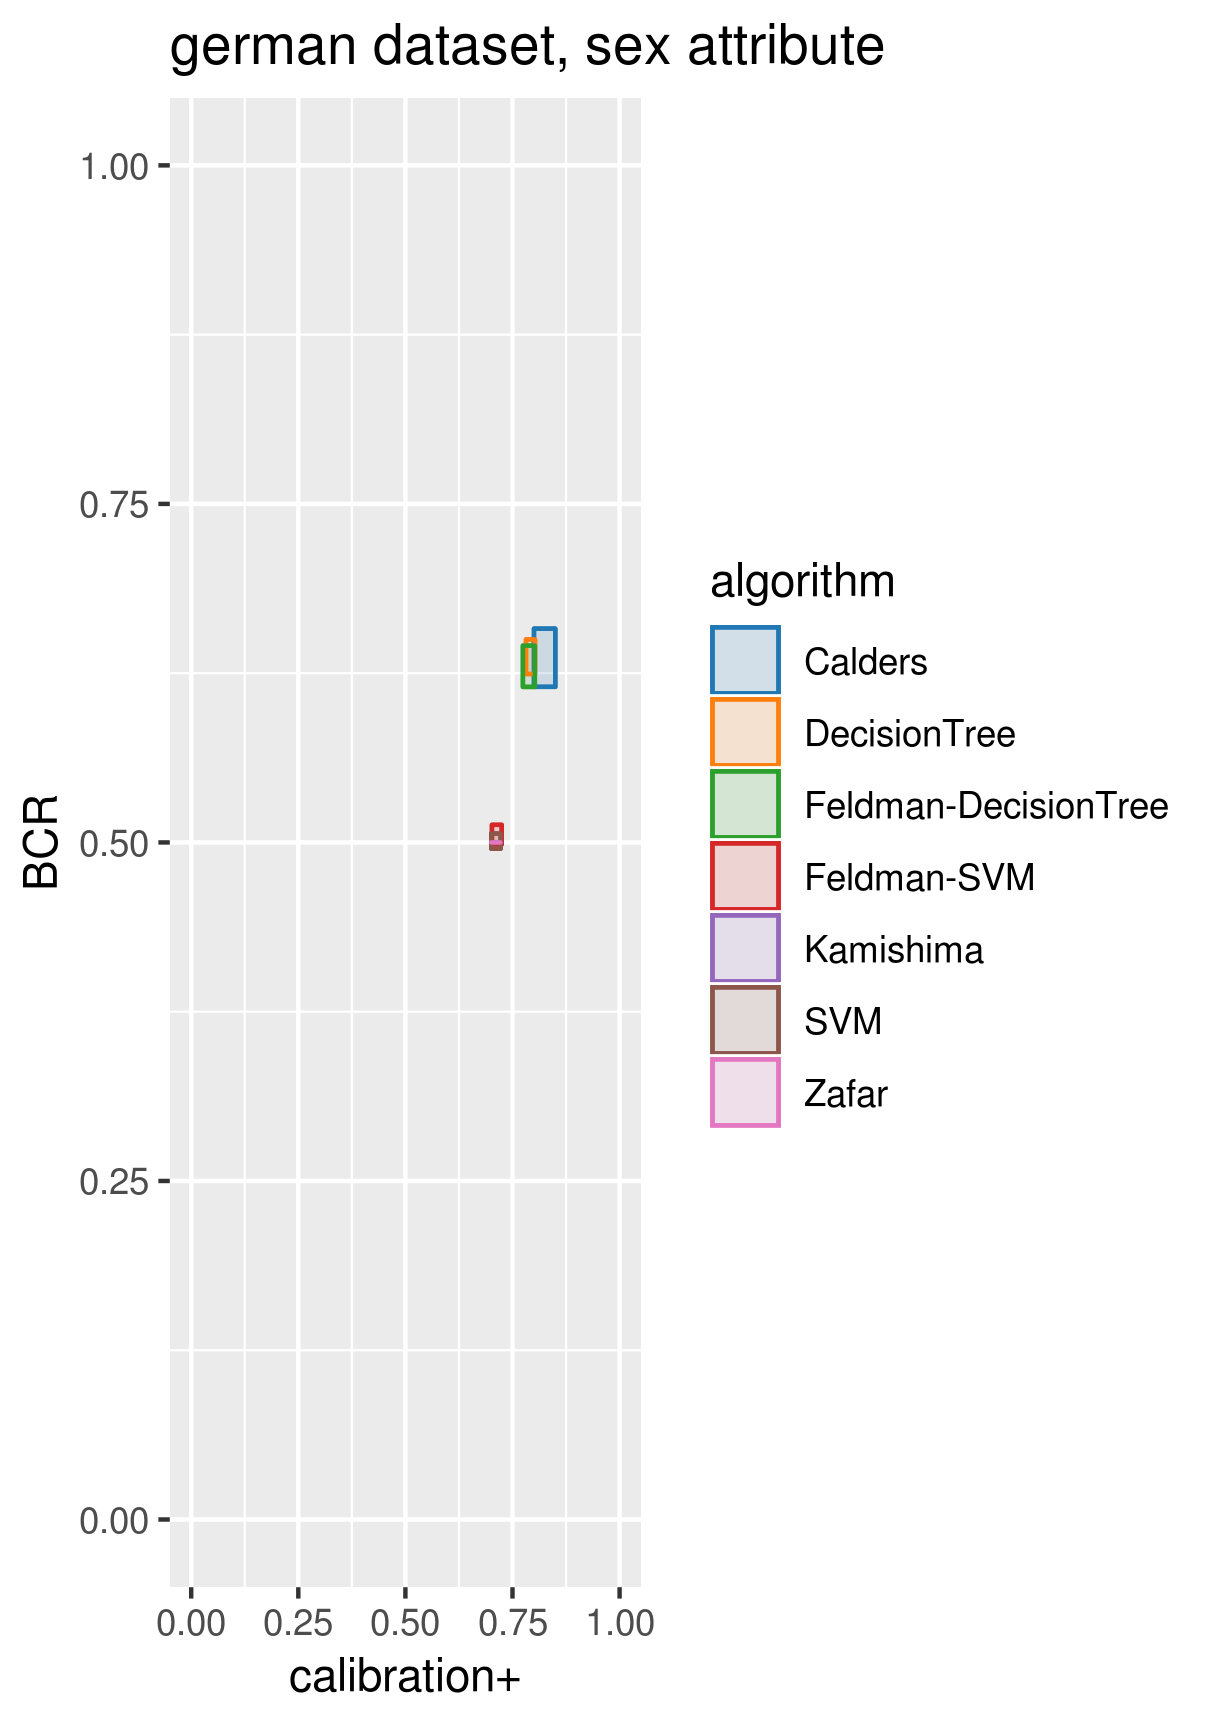 german dataset, sex attribute
1.00
0.75
0.50
0.25
0.00
BCR
0.00 0.25 0.50 0.75 1.00
calibration+
algorithm
Calders
DecisionTree
Feldman-DecisionTree
Feldman-SVM
Kamishima
SVM
Zafar